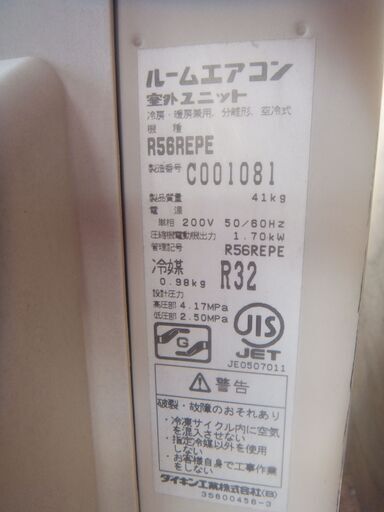 ルームエアコン
室外ユニット
冷房・暖房兼用, 分離形, 空冷式
機 種
R56REPE
製造番号 C001081
製品質量 41kg
電 源
単相 200V 50/60Hz
圧縮機電動機出力 1.70kW
管理記号 R56REPE
冷媒 R32
0.98kg
設計圧力
高圧部 4.17MPa
低圧部 2.50MPa
G
JIS
JET
JE0507011
警告
破裂・故障のおそれあり
・冷凍サイクル内に空気
を混入させない
・指定冷媒以外を使用
しない
・お客様自身で工事作業
をしない
ダイキン工業株式会社